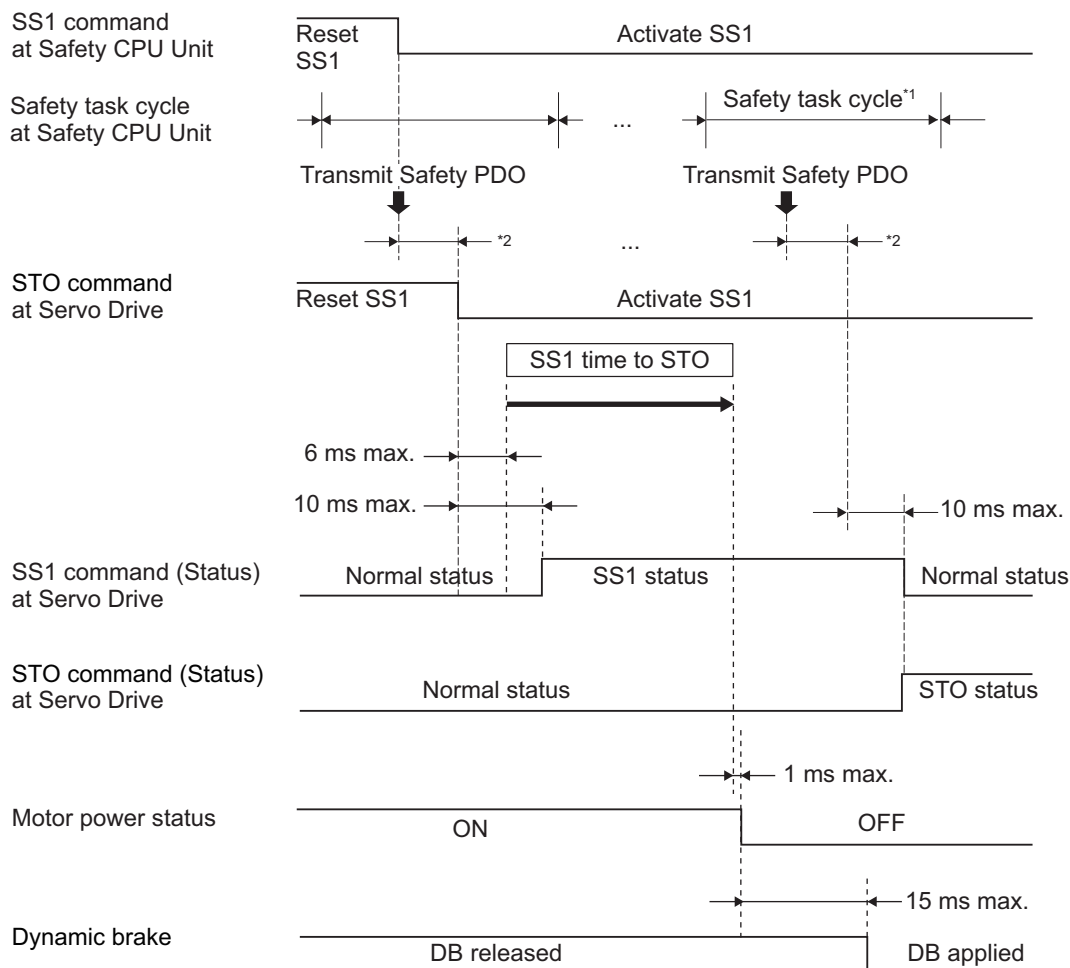 SS1 command
at Safety CPU Unit
Reset
SS1
Activate SS1
Safety task cycle
at Safety CPU Unit
...
Safety task cycle*1
Transmit Safety PDO
Transmit Safety PDO
*2
...
*2
STO command
at Servo Drive
Reset SS1
Activate SS1
SS1 time to STO
6 ms max.
10 ms max.
10 ms max.
SS1 command (Status)
at Servo Drive
Normal status
SS1 status
Normal status
STO command (Status)
at Servo Drive
Normal status
STO status
1 ms max.
Motor power status
ON
OFF
15 ms max.
Dynamic brake
DB released
DB applied